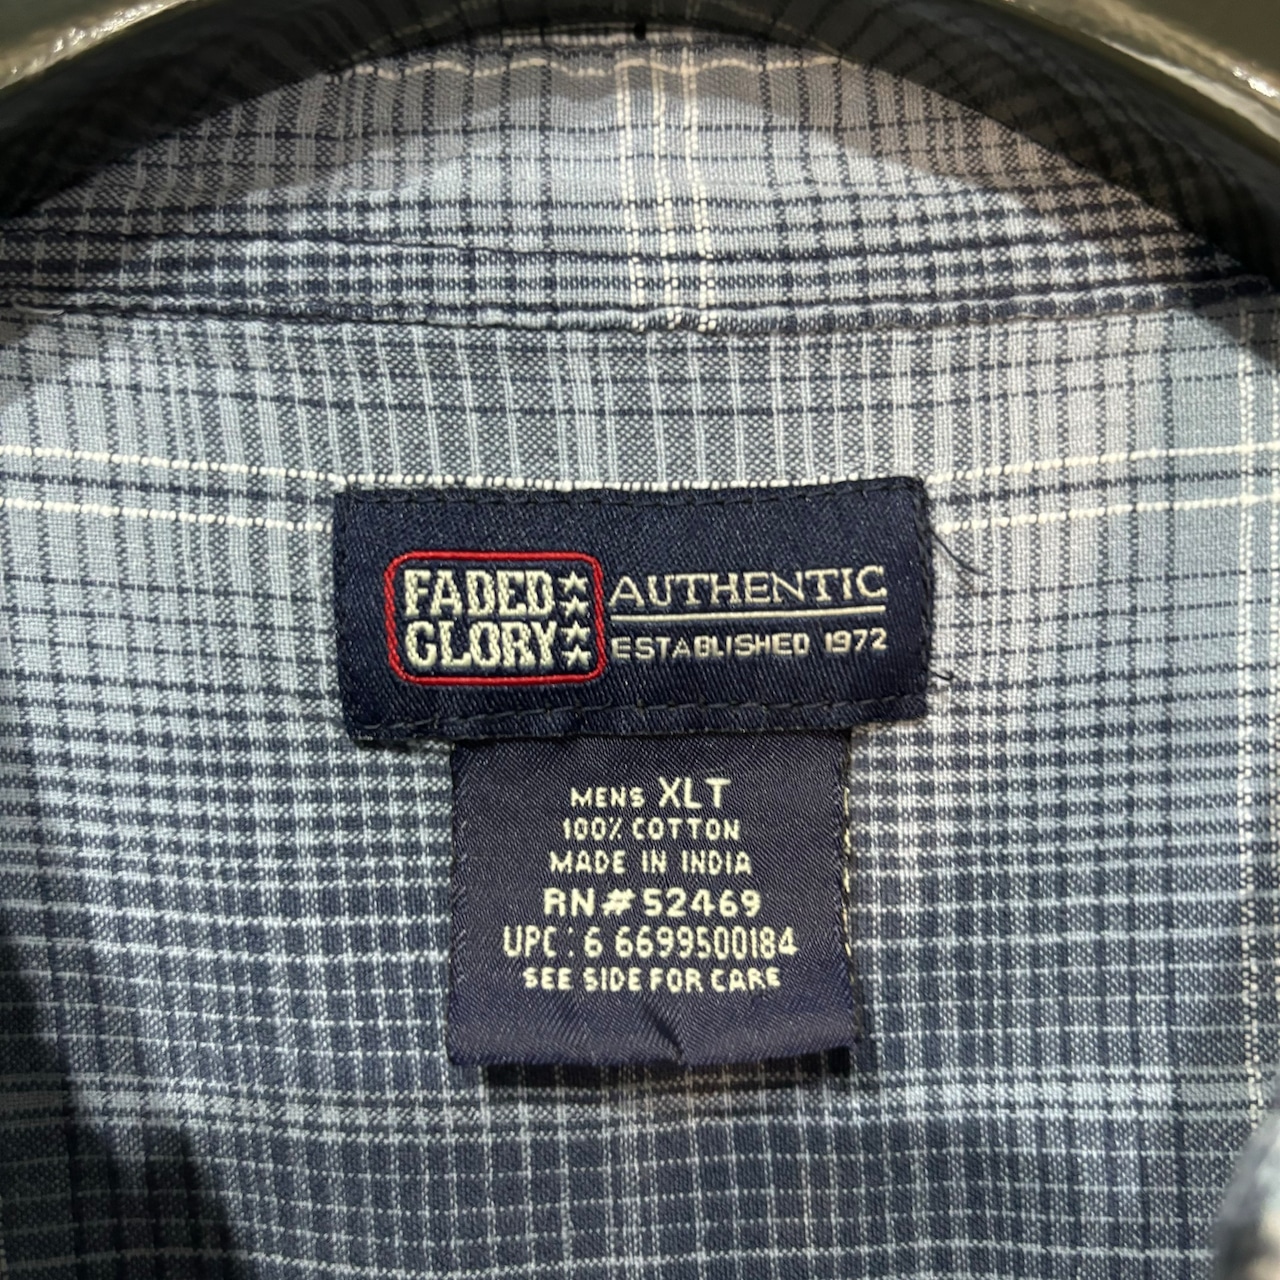 FADED
GLORY
AUTHENTIC
ESTABLISHED 1972
MENS XLT
100% COTTON
MADE IN INDIA
RN#52469
UPC:6 6699500184
SEE SIDE FOR CARE